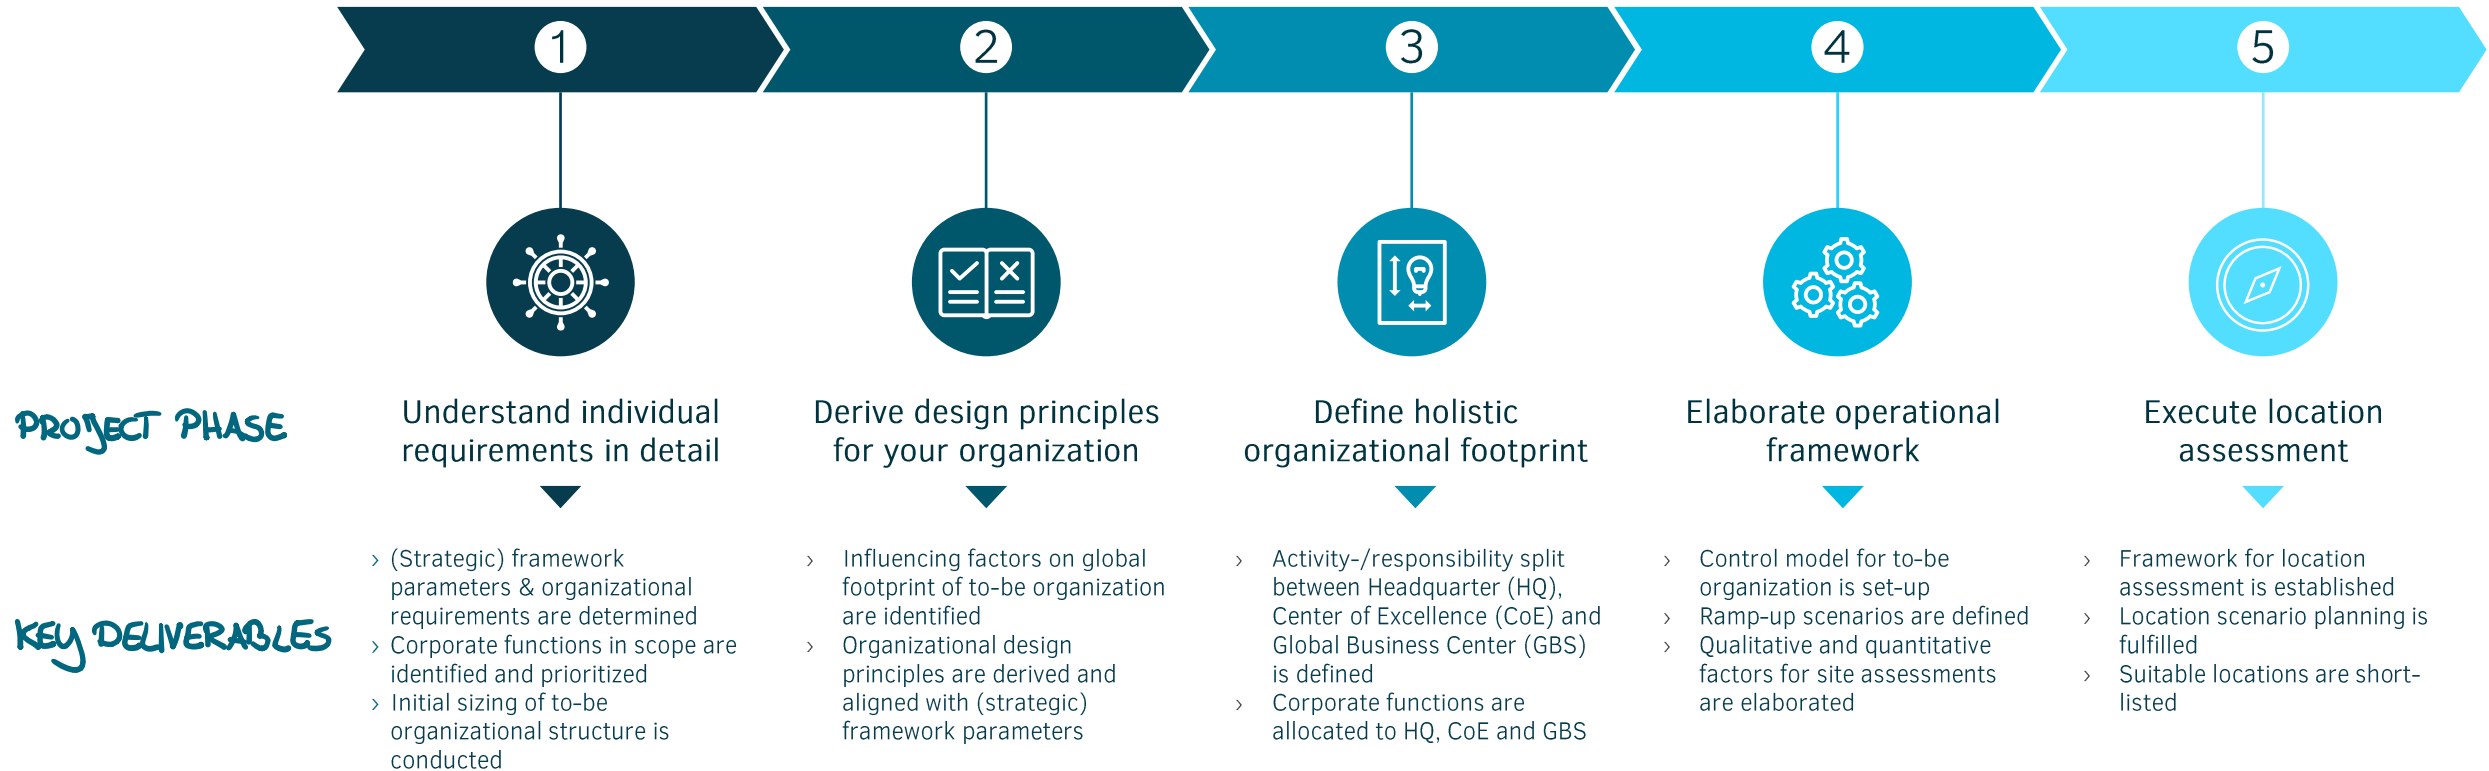 1
2
3
4
5
PROJECT PHASE
Understand individual
requirements in detail
Derive design principles
for your organization
Define holistic
organizational footprint
Elaborate operational
framework
Execute location
assessment
KEY DELIVERABLES
› (Strategic) framework
parameters & organizational
requirements are determined
› Corporate functions in scope are
identified and prioritized
› Initial sizing of to-be
organizational structure is
conducted
› Influencing factors on global
footprint of to-be organization
are identified
› Organizational design
principles are derived and
aligned with (strategic)
framework parameters
› Activity-/responsibility split
between Headquarter (HQ),
Center of Excellence (CoE) and
Global Business Center (GBS)
is defined
› Corporate functions are
allocated to HQ, CoE and GBS
› Control model for to-be
organization is set-up
› Ramp-up scenarios are defined
› Qualitative and quantitative
factors for site assessments
are elaborated
› Framework for location
assessment is established
› Location scenario planning is
fulfilled
› Suitable locations are short-
listed